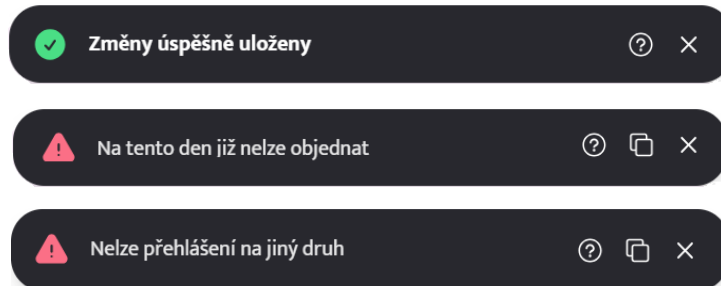 Změny úspěšně uloženy
Na tento den již nelze objednat
Nelze přehlášení na jiný druh